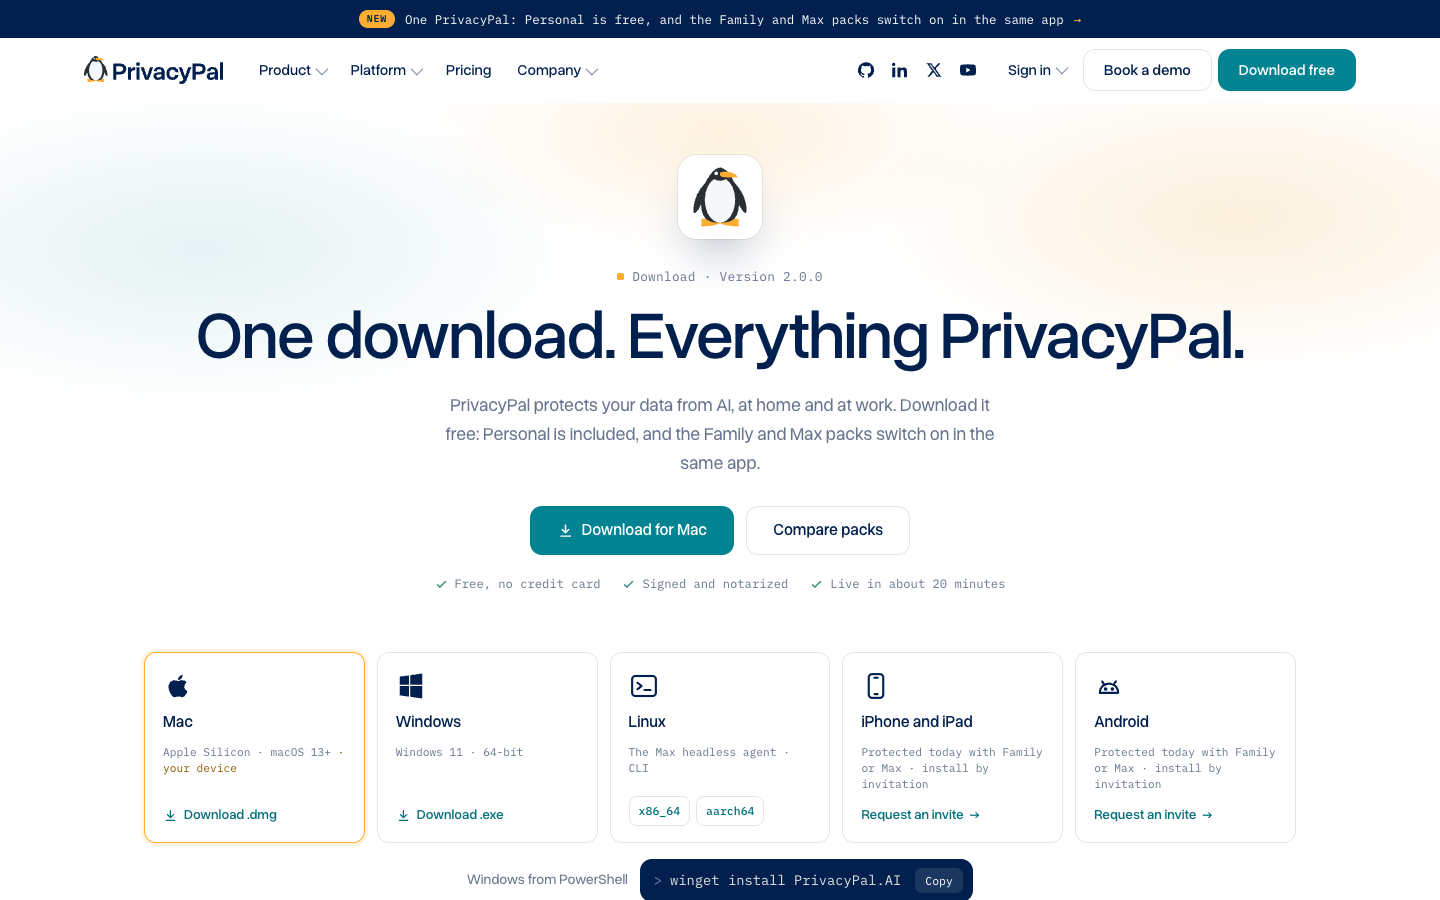 NEW One PrivacyPal: Personal is free, and the Family and Max packs switch on in the same app →
PrivacyPal Product Platform Pricing Company Sign in Book a demo Download free
Download · Version 2.0.0
One download. Everything PrivacyPal.
PrivacyPal protects your data from AI, at home and at work. Download it
free: Personal is included, and the Family and Max packs switch on in the
same app.
Download for Mac Compare packs
Free, no credit card Signed and notarized Live in about 20 minutes
Mac
Apple Silicon · macOS 13+ ·
your device
Download .dmg
Windows
Windows 11 · 64-bit
Download .exe
Linux
The Max headless agent ·
CLI
x86_64 aarch64
iPhone and iPad
Protected today with Family
or Max · install by
invitation
Request an invite →
Android
Protected today with Family
or Max · install by
invitation
Request an invite →
Windows from PowerShell > winget install PrivacyPal.AI Copy